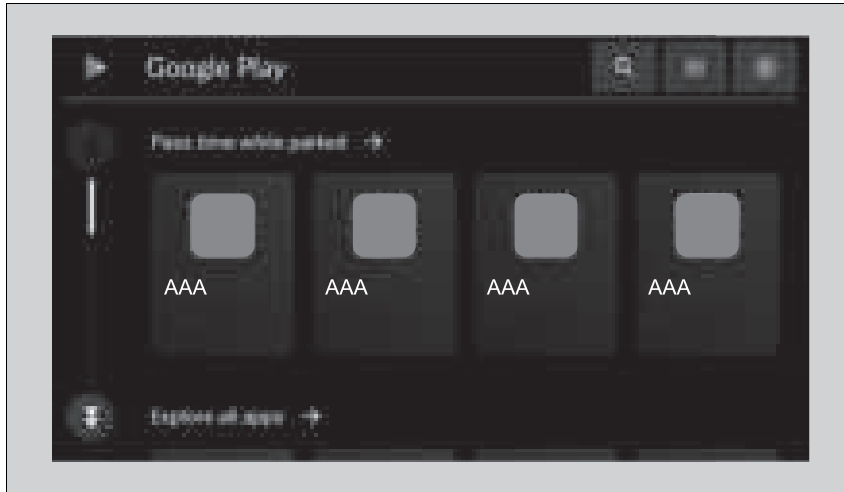 Google Play
Pass time while parked →
AAA AAA AAA AAA
Explore all apps →